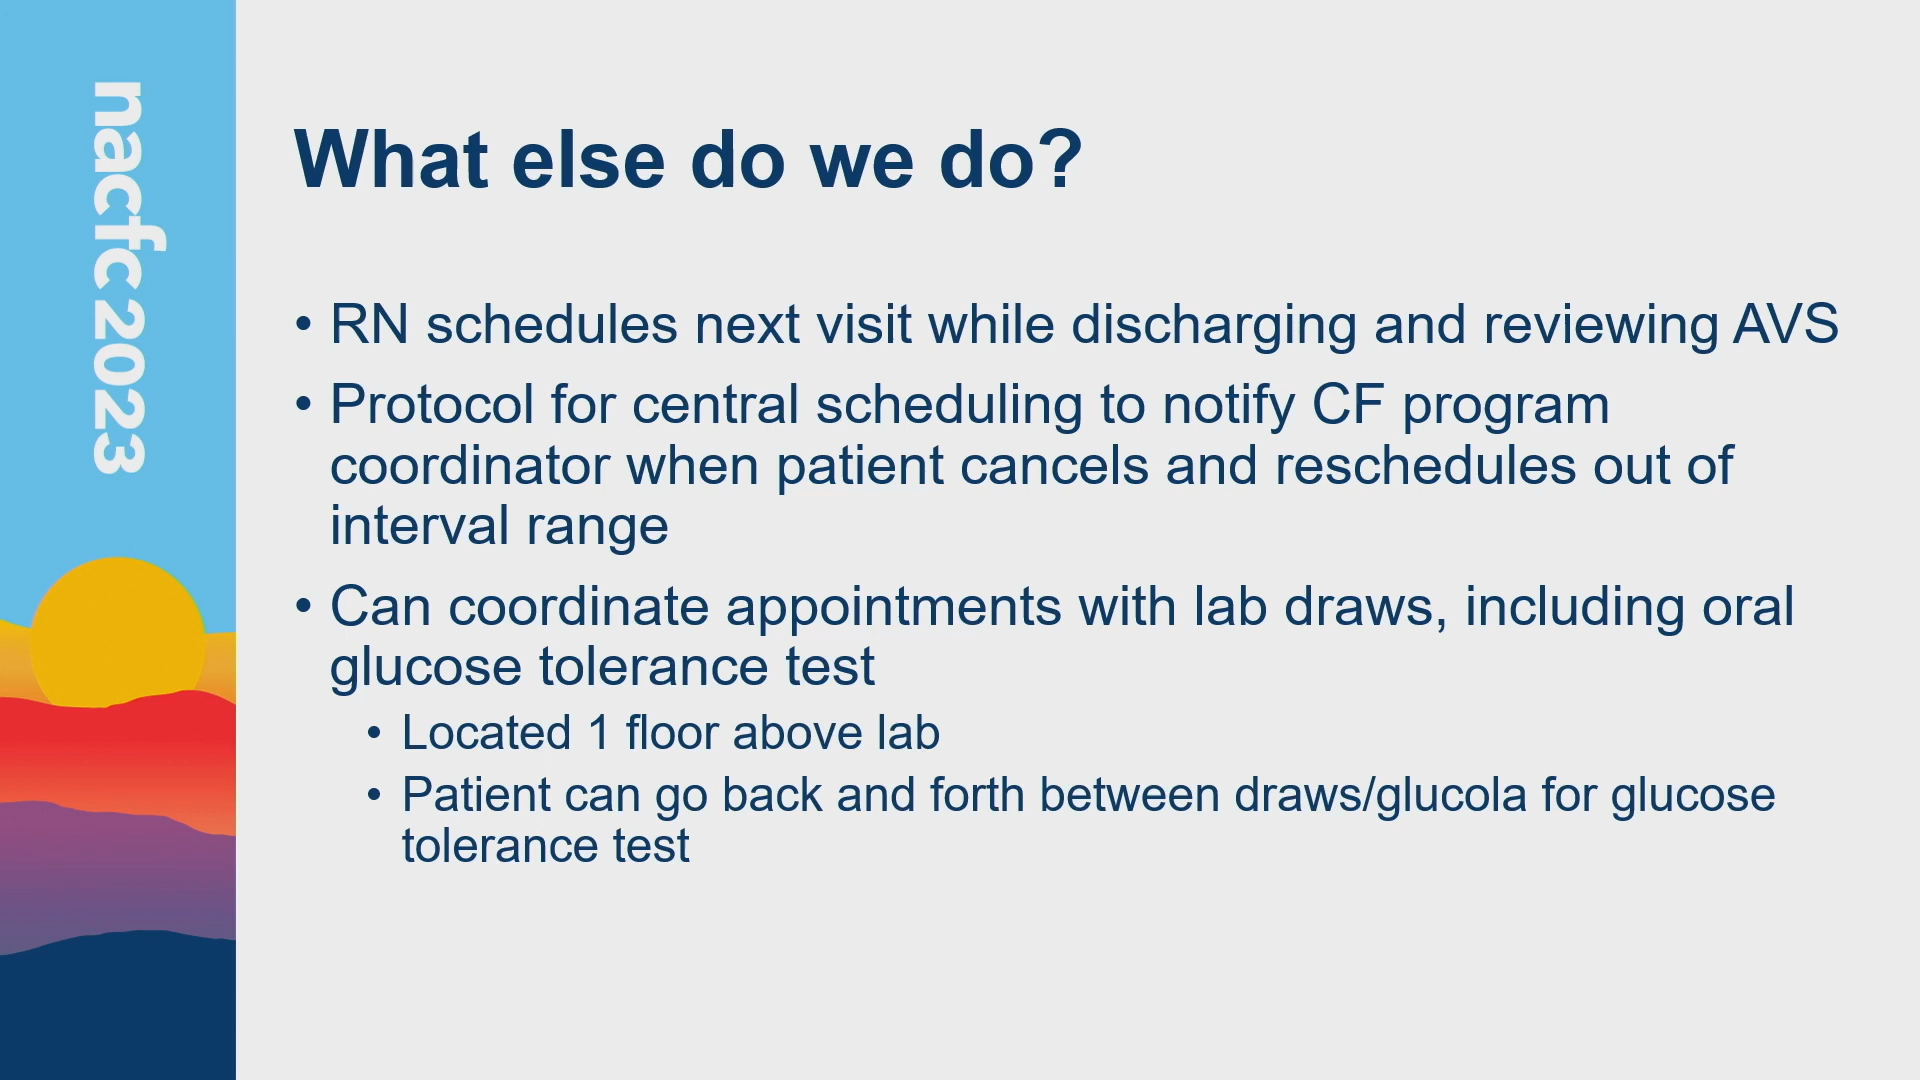 nacfc 2023
What else do we do?
• RN schedules next visit while discharging and reviewing AVS
• Protocol for central scheduling to notify CF program
coordinator when patient cancels and reschedules out of
interval range
• Can coordinate appointments with lab draws, including oral
glucose tolerance test
• Located 1 floor above lab
• Patient can go back and forth between draws/glucola for glucose
tolerance test